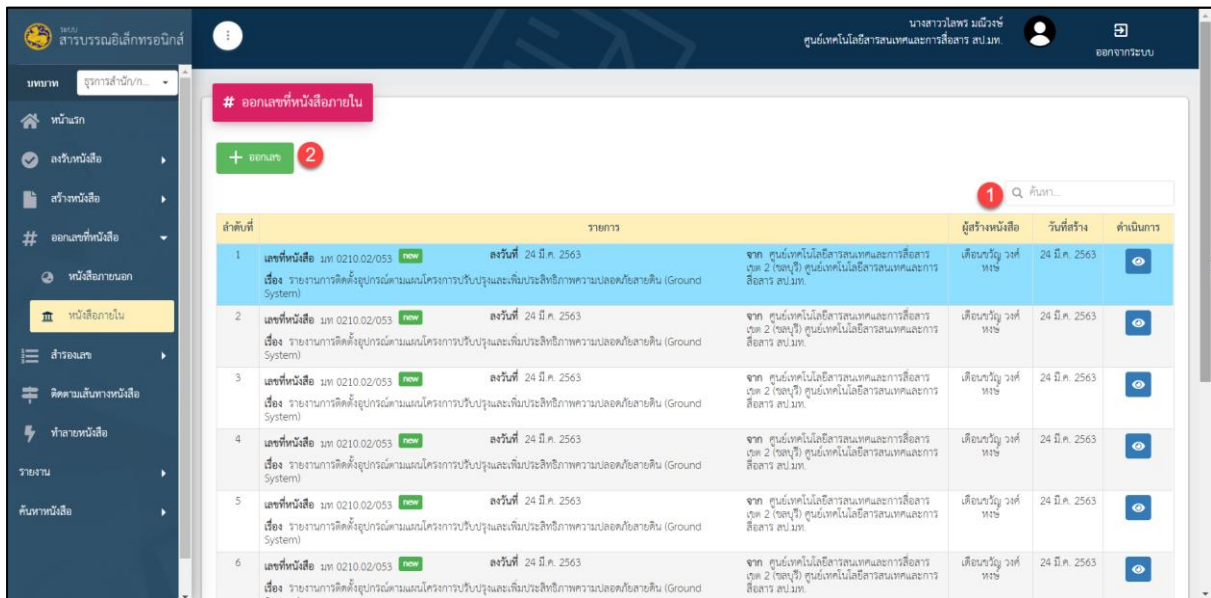 ระบบ
สารบรรณอิเล็กทรอนิกส์
นางสาววไลพร มณีวงษ์
ศูนย์เทคโนโลยีสารสนเทศและการสื่อสาร สป.มท.
ออกจากระบบ
บทบาท ธุรการสำนัก/ก...
หน้าแรก
ลงรับหนังสือ
สร้างหนังสือ
# ออกเลขที่หนังสือ
หนังสือภายนอก
หนังสือภายใน
สำรองเลข
ติดตามเส้นทางหนังสือ
ทำลายหนังสือ
รายงาน
ค้นหาหนังสือ
# ออกเลขที่หนังสือภายใน
+ ออกเลข 2
1 ค้นหา...
ลำดับที่ รายการ ผู้สร้างหนังสือ วันที่สร้าง ดำเนินการ
1 เลขที่หนังสือ มท 0210.02/053 new ลงวันที่ 24 มี.ค. 2563 จาก ศูนย์เทคโนโลยีสารสนเทศและการสื่อสาร เดือนขวัญ วงศ์ 24 มี.ค. 2563
เขต 2 (ชลบุรี) ศูนย์เทคโนโลยีสารสนเทศและการ หงษ์
เรื่อง รายงานการติดตั้งอุปกรณ์ตามแผนโครงการปรับปรุงและเพิ่มประสิทธิภาพความปลอดภัยสายดิน (Ground สื่อสาร สป.มท.
System)
2 เลขที่หนังสือ มท 0210.02/053 new ลงวันที่ 24 มี.ค. 2563 จาก ศูนย์เทคโนโลยีสารสนเทศและการสื่อสาร เดือนขวัญ วงศ์ 24 มี.ค. 2563
เขต 2 (ชลบุรี) ศูนย์เทคโนโลยีสารสนเทศและการ หงษ์
เรื่อง รายงานการติดตั้งอุปกรณ์ตามแผนโครงการปรับปรุงและเพิ่มประสิทธิภาพความปลอดภัยสายดิน (Ground สื่อสาร สป.มท.
System)
3 เลขที่หนังสือ มท 0210.02/053 new ลงวันที่ 24 มี.ค. 2563 จาก ศูนย์เทคโนโลยีสารสนเทศและการสื่อสาร เดือนขวัญ วงศ์ 24 มี.ค. 2563
เขต 2 (ชลบุรี) ศูนย์เทคโนโลยีสารสนเทศและการ หงษ์
เรื่อง รายงานการติดตั้งอุปกรณ์ตามแผนโครงการปรับปรุงและเพิ่มประสิทธิภาพความปลอดภัยสายดิน (Ground สื่อสาร สป.มท.
System)
4 เลขที่หนังสือ มท 0210.02/053 new ลงวันที่ 24 มี.ค. 2563 จาก ศูนย์เทคโนโลยีสารสนเทศและการสื่อสาร เดือนขวัญ วงศ์ 24 มี.ค. 2563
เขต 2 (ชลบุรี) ศูนย์เทคโนโลยีสารสนเทศและการ หงษ์
เรื่อง รายงานการติดตั้งอุปกรณ์ตามแผนโครงการปรับปรุงและเพิ่มประสิทธิภาพความปลอดภัยสายดิน (Ground สื่อสาร สป.มท.
System)
5 เลขที่หนังสือ มท 0210.02/053 new ลงวันที่ 24 มี.ค. 2563 จาก ศูนย์เทคโนโลยีสารสนเทศและการสื่อสาร เดือนขวัญ วงศ์ 24 มี.ค. 2563
เขต 2 (ชลบุรี) ศูนย์เทคโนโลยีสารสนเทศและการ หงษ์
เรื่อง รายงานการติดตั้งอุปกรณ์ตามแผนโครงการปรับปรุงและเพิ่มประสิทธิภาพความปลอดภัยสายดิน (Ground สื่อสาร สป.มท.
System)
6 เลขที่หนังสือ มท 0210.02/053 new ลงวันที่ 24 มี.ค. 2563 จาก ศูนย์เทคโนโลยีสารสนเทศและการสื่อสาร เดือนขวัญ วงศ์ 24 มี.ค. 2563
เขต 2 (ชลบุรี) ศูนย์เทคโนโลยีสารสนเทศและการ หงษ์
เรื่อง รายงานการติดตั้งอุปกรณ์ตามแผนโครงการปรับปรุงและเพิ่มประสิทธิภาพความปลอดภัยสายดิน (Ground สื่อสาร สป.มท.